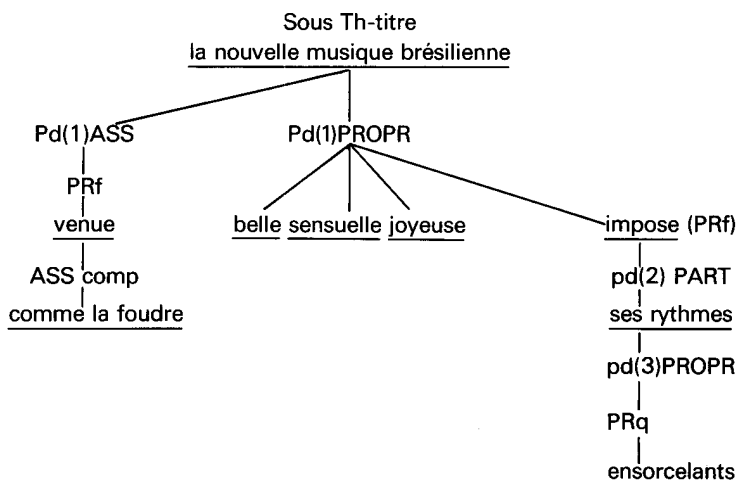 Sous Th-titre
la nouvelle musique brésilienne
Pd(1)ASS Pd(1)PROPR
PRf
venue belle sensuelle joyeuse impose (PRf)
ASS comp pd(2) PART
comme la foudre ses rythmes
pd(3)PROPR
PRq
ensorcelants